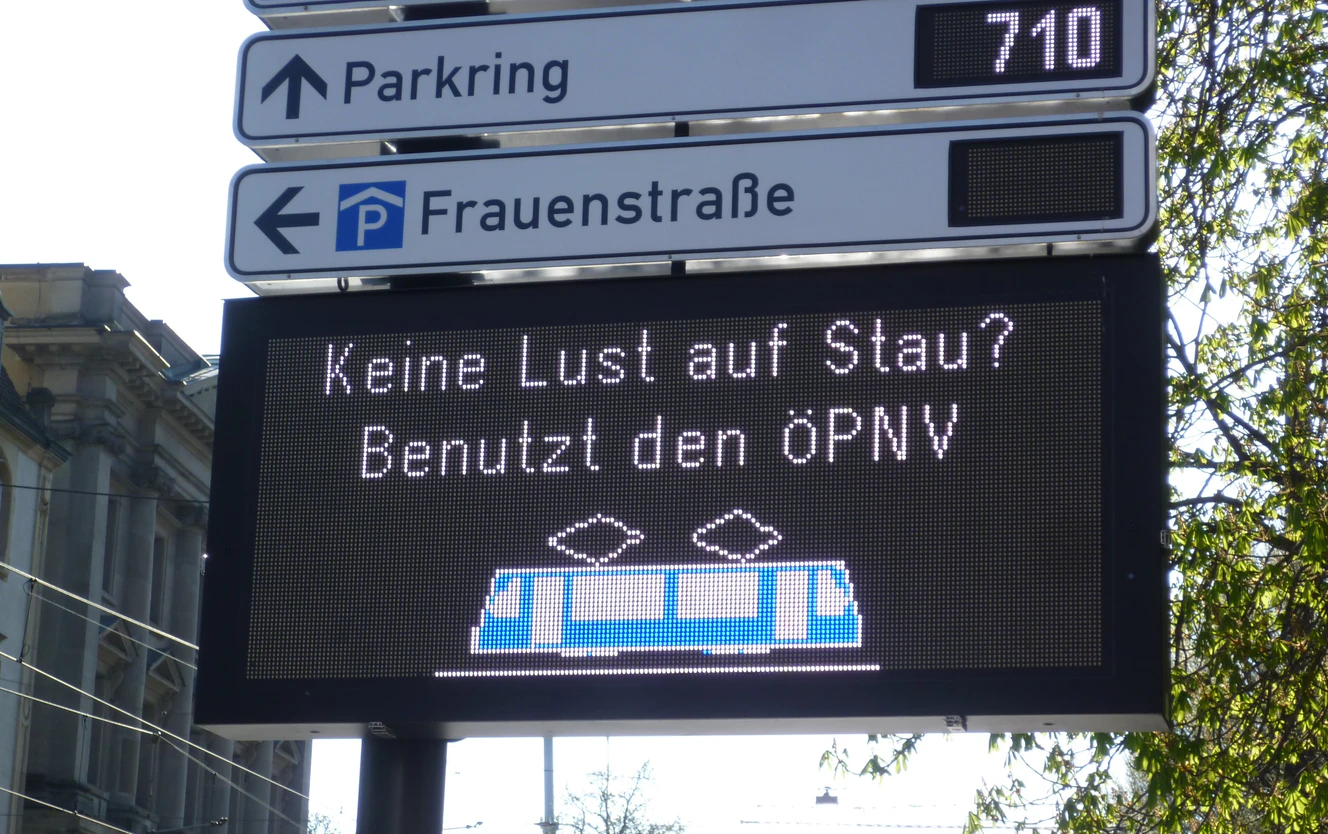 Parkring 710
P Frauenstraße
Keine Lust auf Stau?
Benutzt den ÖPNV